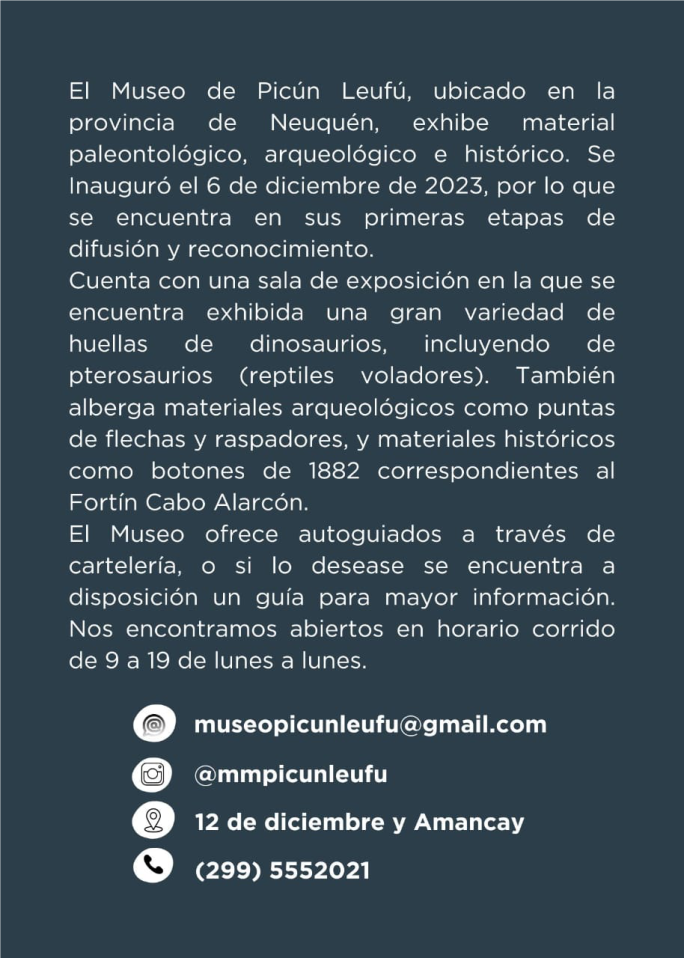 El Museo de Picún Leufú, ubicado en la
provincia de Neuquén, exhibe material
paleontológico, arqueológico e histórico. Se
Inauguró el 6 de diciembre de 2023, por lo que
se encuentra en sus primeras etapas de
difusión y reconocimiento.
Cuenta con una sala de exposición en la que se
encuentra exhibida una gran variedad de
huellas de dinosaurios, incluyendo de
pterosaurios (reptiles voladores). También
alberga materiales arqueológicos como puntas
de flechas y raspadores, y materiales históricos
como botones de 1882 correspondientes al
Fortín Cabo Alarcón.
El Museo ofrece autoguiados a través de
cartelería, o si lo desease se encuentra a
disposición un guía para mayor información.
Nos encontramos abiertos en horario corrido
de 9 a 19 de lunes a lunes.
museopicunleufu@gmail.com
@mmpicunleufu
12 de diciembre y Amancay
(299) 5552021